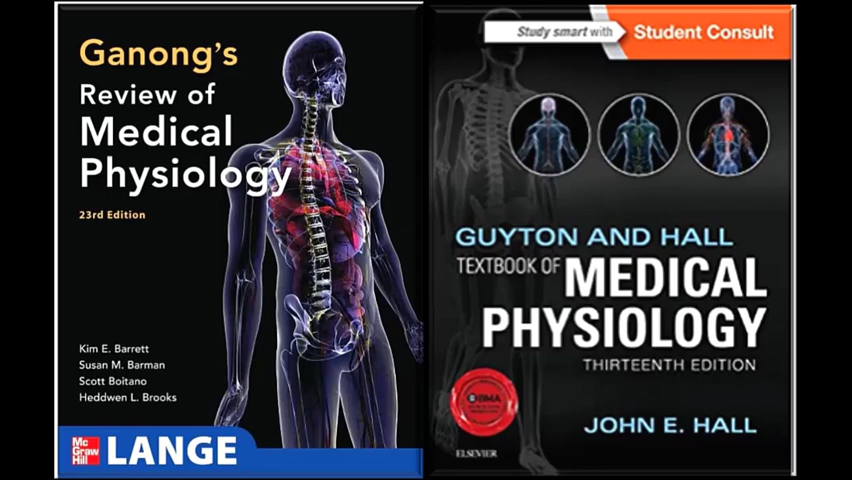 Ganong's
Review of
Medical
Physiology
23rd Edition
Kim E. Barrett
Susan M. Barman
Scott Boitano
Heddwen L. Brooks
Mc
Graw
Hill
LANGE
Study smart with
Student Consult
GUYTON AND HALL
TEXTBOOK OF
MEDICAL
PHYSIOLOGY
THIRTEENTH EDITION
BMA
JOHN E. HALL
ELSEVIER